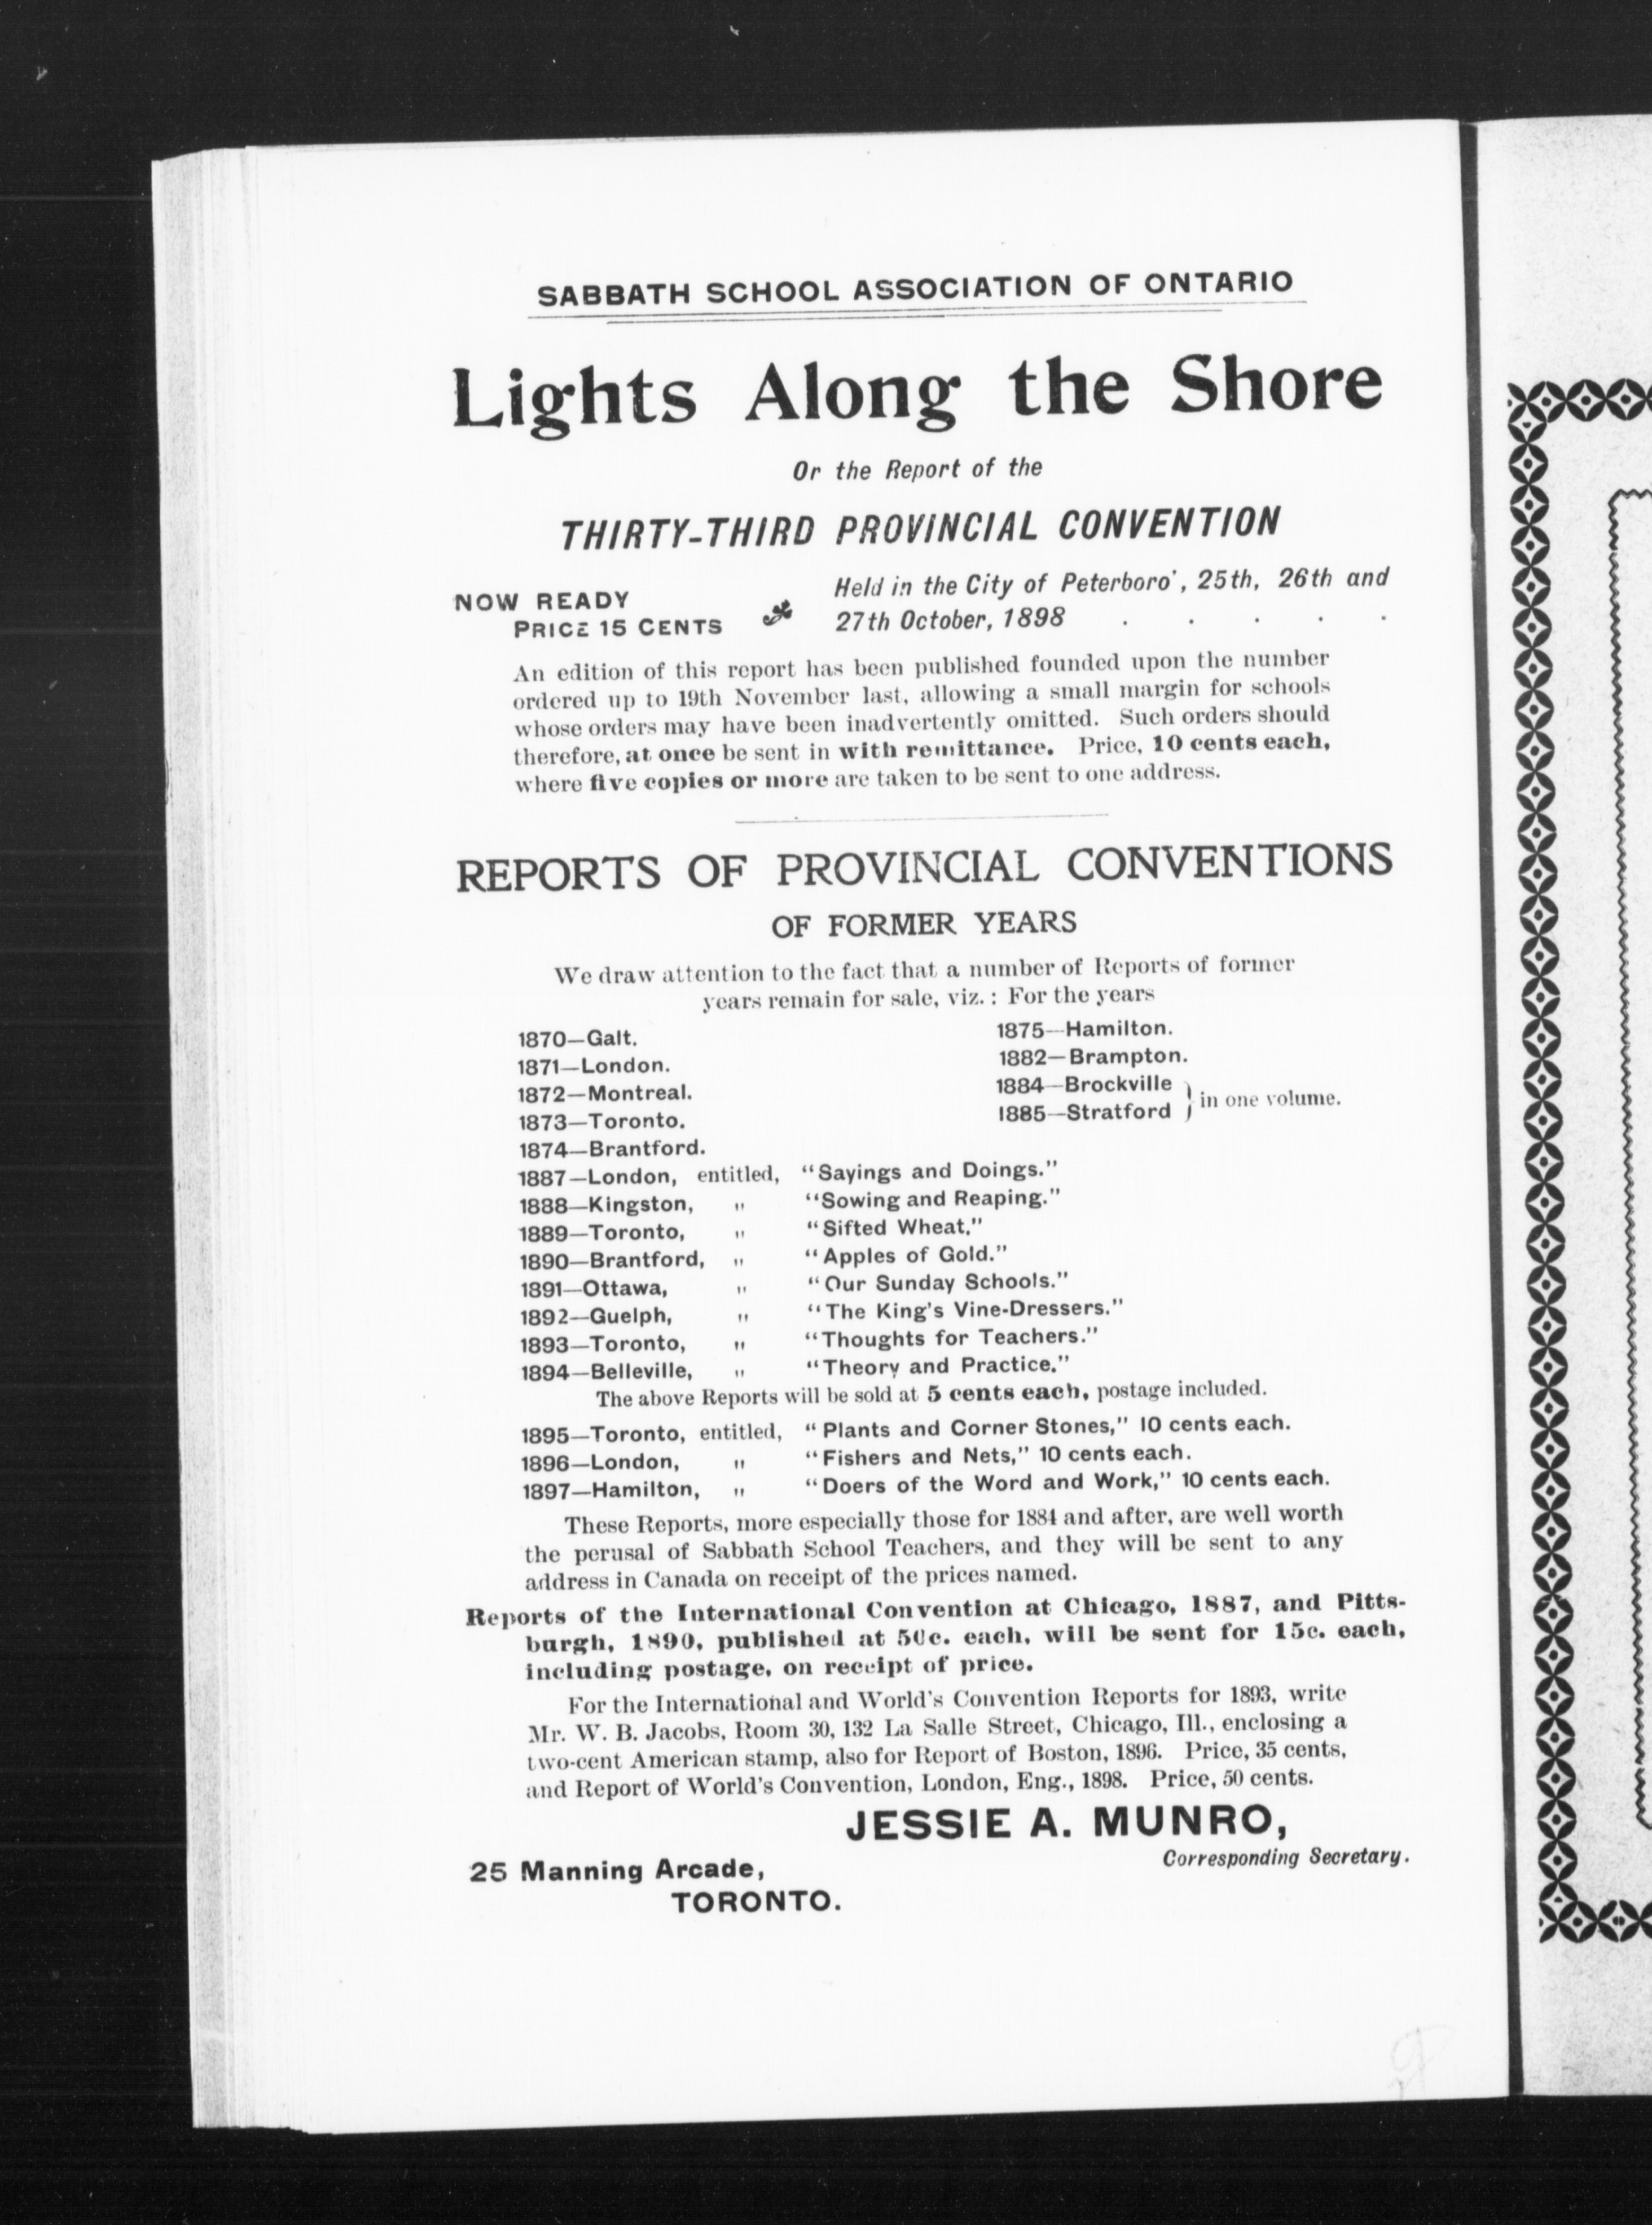 SABBATH SCHOOL ASSOCIATION OF ONTARIO
Lights Along the Shore
Or the Report of the
THIRTY-THIRD PROVINCIAL CONVENTION
NOW READY
PRICE 15 CENTS
Held in the City of Peterboro', 25th, 26th and
27th October, 1898 . . . . .
An edition of this report has been published founded upon the number
ordered up to 19th November last, allowing a small margin for schools
whose orders may have been inadvertently omitted. Such orders should
therefore, at once be sent in with remittance. Price, 10 cents each,
where five copies or more are taken to be sent to one address.
REPORTS OF PROVINCIAL CONVENTIONS
OF FORMER YEARS
We draw attention to the fact that a number of Reports of former
years remain for sale, viz.: For the years
1870—Galt.
1871—London.
1872—Montreal.
1873—Toronto.
1874—Brantford.
1875—Hamilton.
1882—Brampton.
1884—Brockville
1885—Stratford } in one volume.
1887—London, entitled, "Sayings and Doings."
1888—Kingston, " "Sowing and Reaping."
1889—Toronto, " "Sifted Wheat."
1890—Brantford, " "Apples of Gold."
1891—Ottawa, " "Our Sunday Schools."
1892—Guelph, " "The King's Vine-Dressers."
1893—Toronto, " "Thoughts for Teachers."
1894—Belleville, " "Theory and Practice."
The above Reports will be sold at 5 cents each, postage included.
1895—Toronto, entitled, "Plants and Corner Stones," 10 cents each.
1896—London, " "Fishers and Nets," 10 cents each.
1897—Hamilton, " "Doers of the Word and Work," 10 cents each.
These Reports, more especially those for 1884 and after, are well worth
the perusal of Sabbath School Teachers, and they will be sent to any
address in Canada on receipt of the prices named.
Reports of the International Convention at Chicago, 1887, and Pitts-
burgh, 1890, published at 50c. each, will be sent for 15c. each,
including postage, on receipt of price.
For the International and World's Convention Reports for 1893, write
Mr. W. B. Jacobs, Room 30, 132 La Salle Street, Chicago, Ill., enclosing a
two-cent American stamp, also for Report of Boston, 1896. Price, 35 cents,
and Report of World's Convention, London, Eng., 1898. Price, 50 cents.
JESSIE A. MUNRO,
Corresponding Secretary.
25 Manning Arcade,
TORONTO.